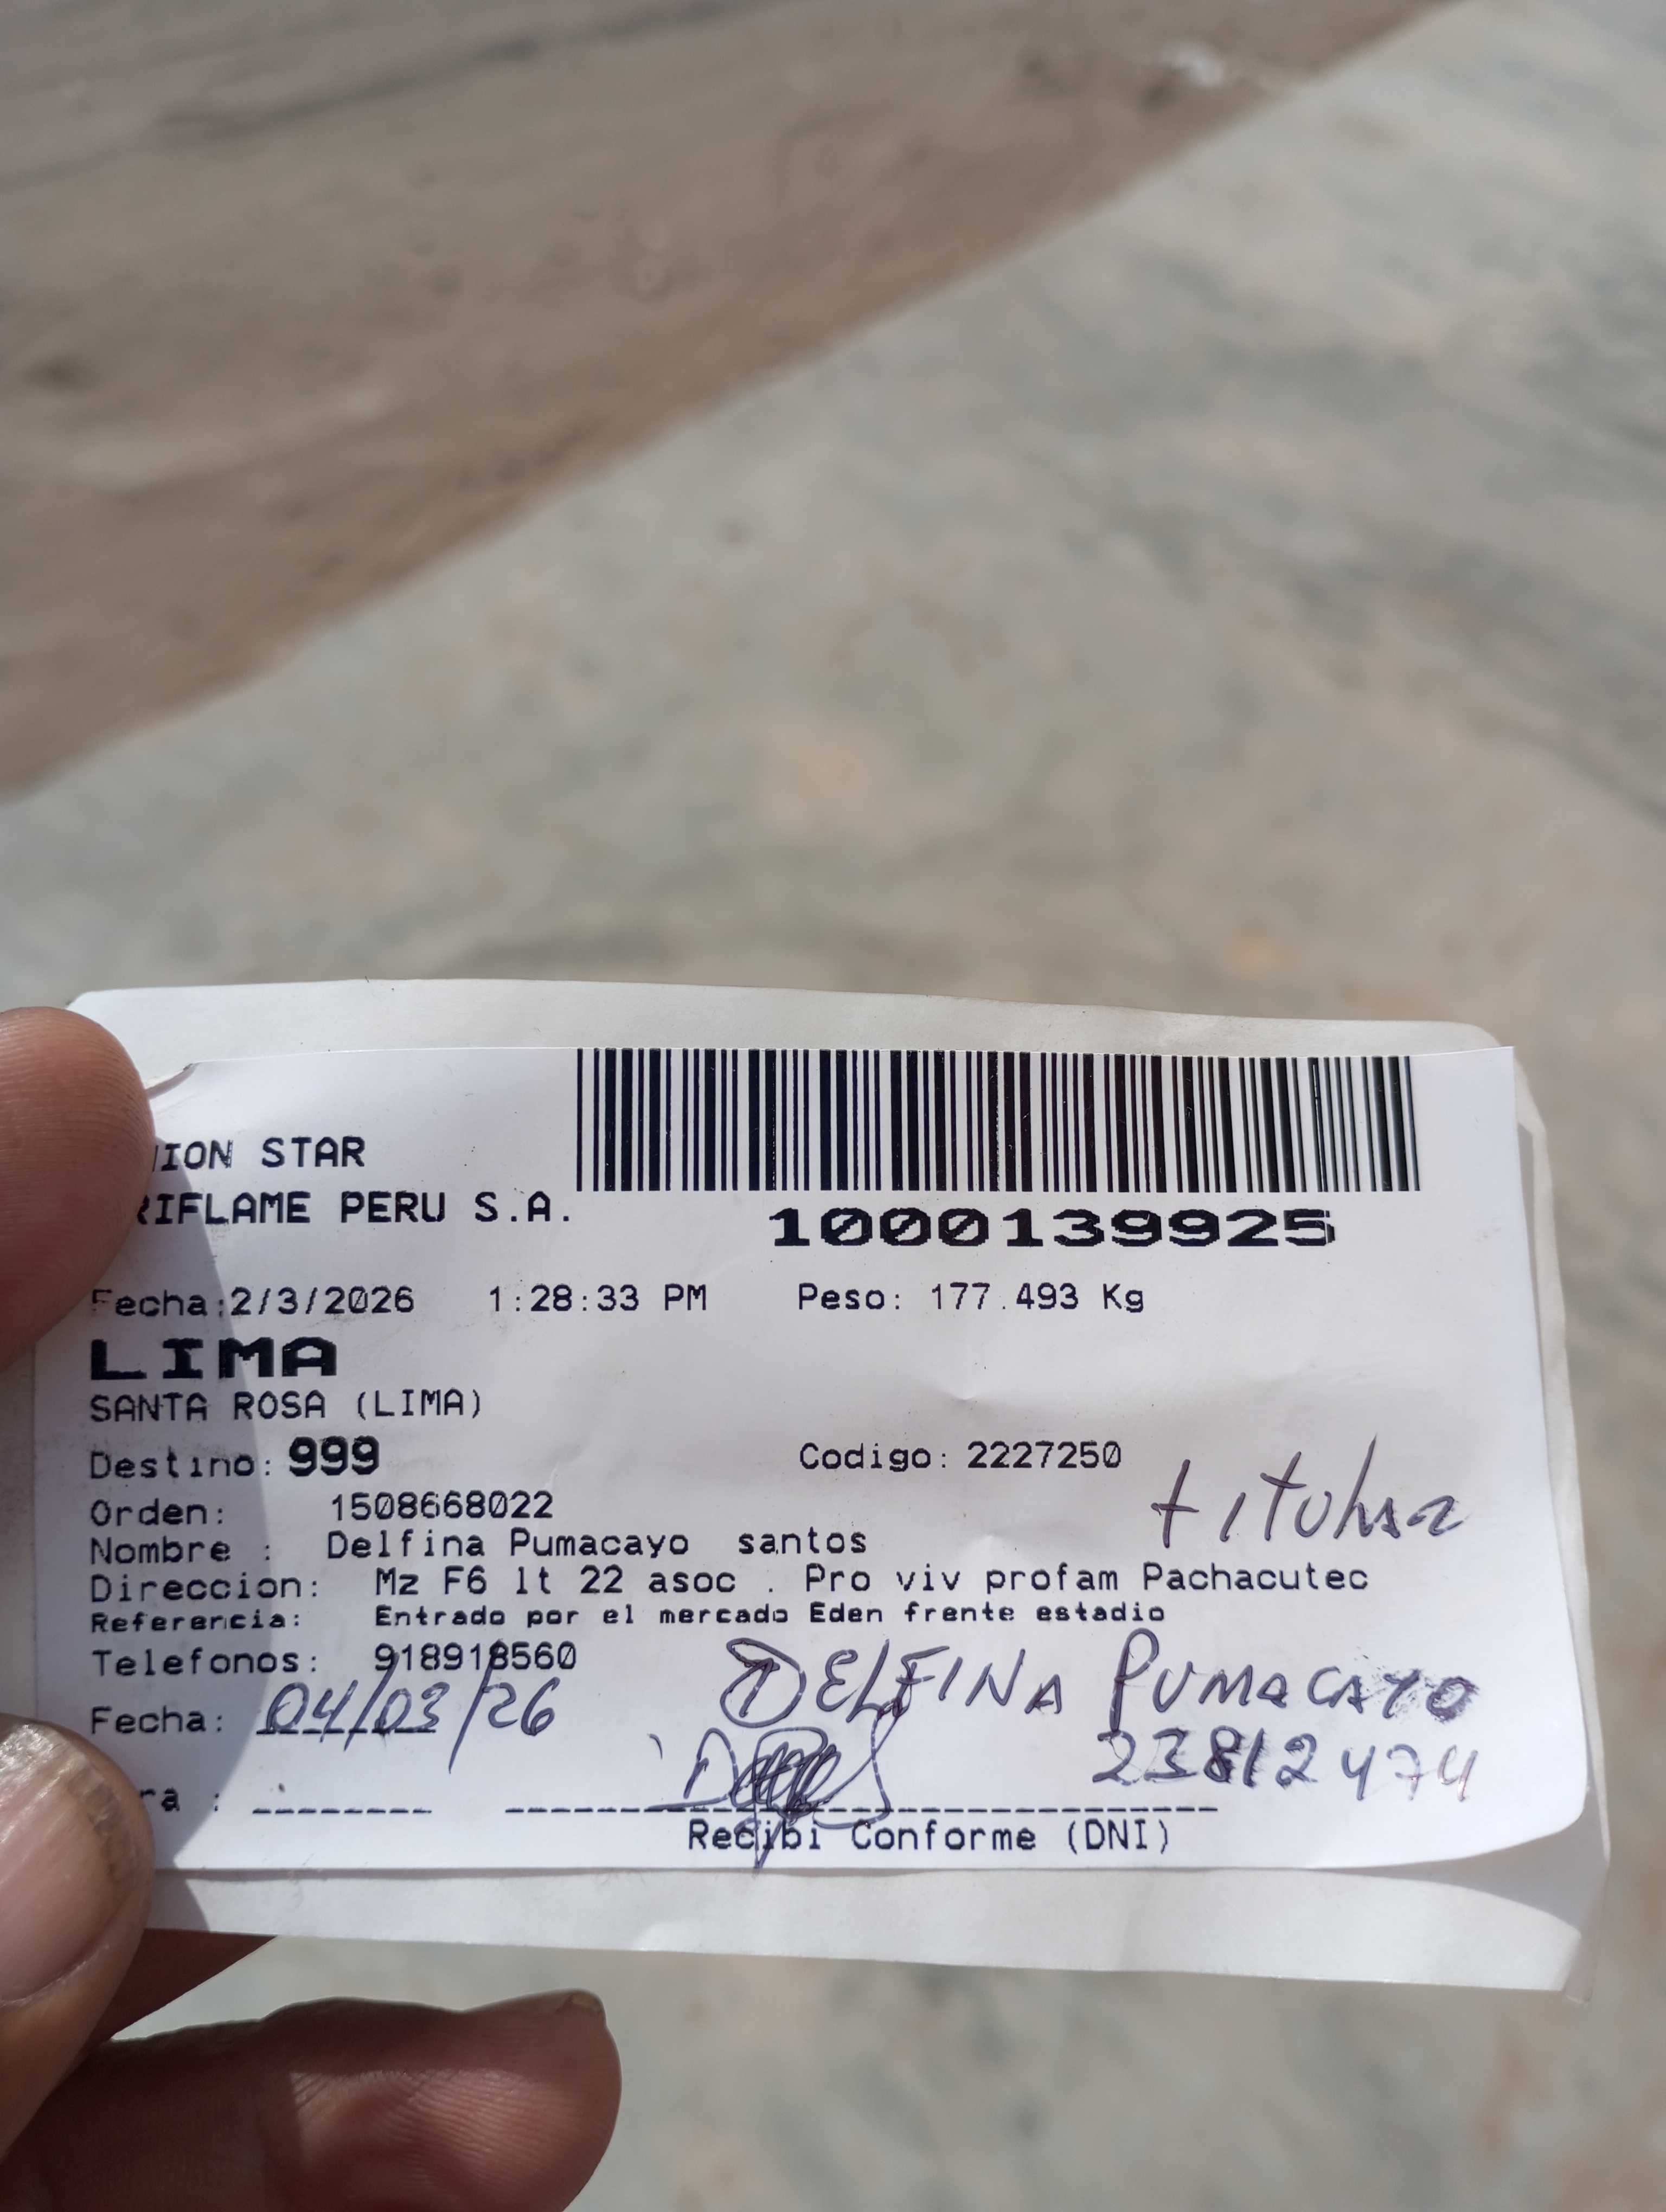 ION STAR
RIFLAME PERU S.A.
1000139925
Fecha:2/3/2026 1:28:33 PM Peso: 177.493 Kg
LIMA
SANTA ROSA (LIMA)
Destino: 999 Codigo: 2227250
titular
Orden: 1508668022
Nombre : Delfina Pumacayo santos
Direccion: Mz F6 lt 22 asoc . Pro viv profam Pachacutec
Referencia: Entrado por el mercado Eden frente estadio
Telefonos: 918918560
DELFINA PUMACAYO
Fecha: 04/03/26
23812474
ra :
Recibi Conforme (DNI)